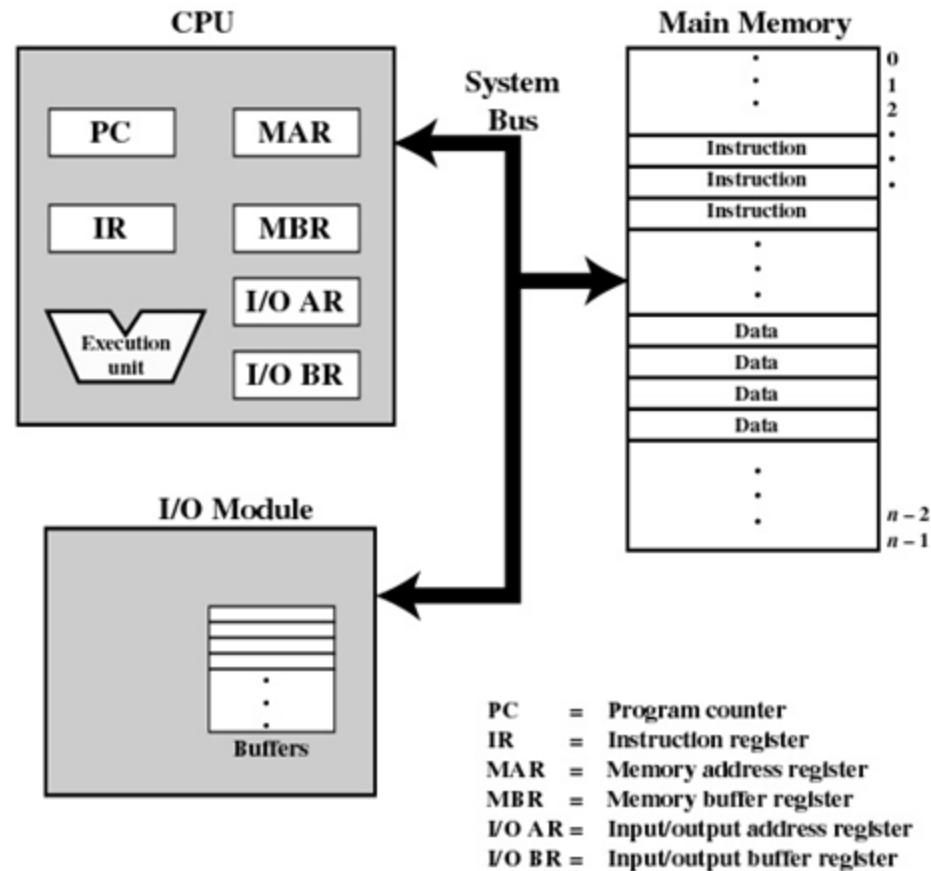 CPU
PC
MAR
IR
MBR
I/O AR
I/O BR
Execution
unit
System
Bus
Main Memory
0
1
2
Instruction
Instruction
Instruction
Data
Data
Data
Data
n – 2
n – 1
I/O Module
Buffers
PC = Program counter
IR = Instruction register
MAR = Memory address register
MBR = Memory buffer register
I/O AR = Input/output address register
I/O BR = Input/output buffer register